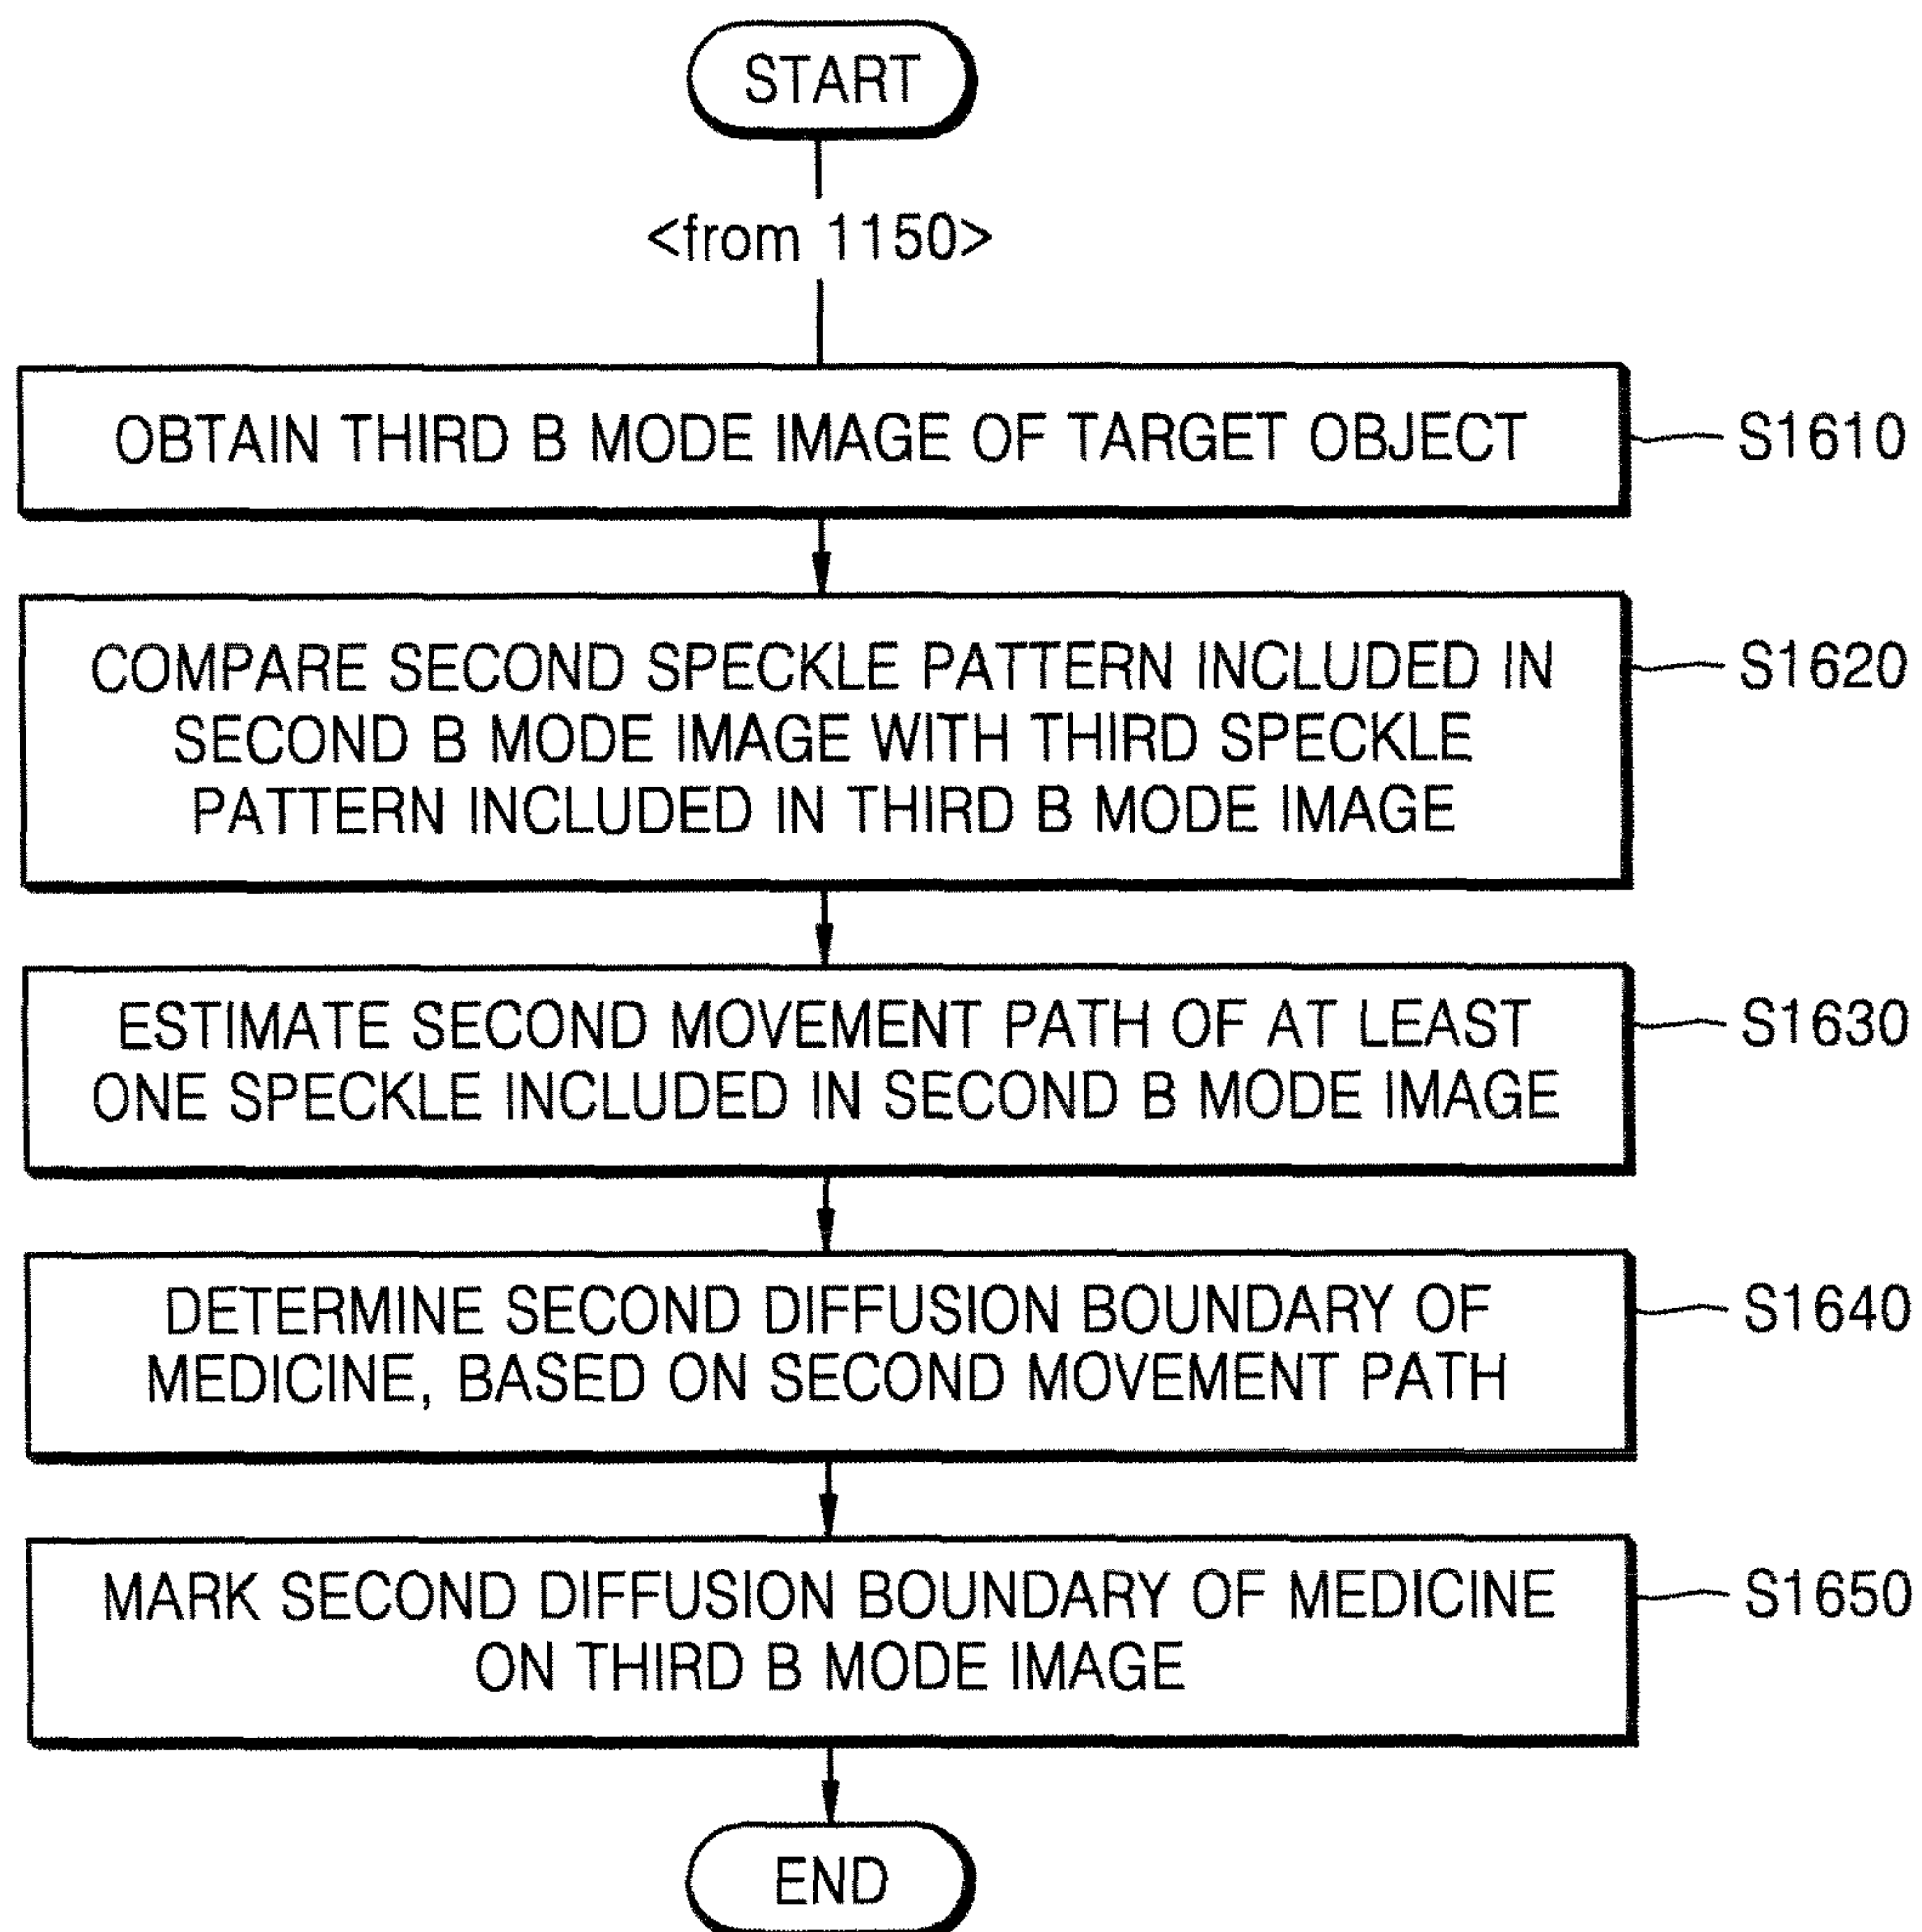 START
<from 1150>
OBTAIN THIRD B MODE IMAGE OF TARGET OBJECT
S1610
COMPARE SECOND SPECKLE PATTERN INCLUDED IN
SECOND B MODE IMAGE WITH THIRD SPECKLE
PATTERN INCLUDED IN THIRD B MODE IMAGE
S1620
ESTIMATE SECOND MOVEMENT PATH OF AT LEAST
ONE SPECKLE INCLUDED IN SECOND B MODE IMAGE
S1630
DETERMINE SECOND DIFFUSION BOUNDARY OF
MEDICINE, BASED ON SECOND MOVEMENT PATH
S1640
MARK SECOND DIFFUSION BOUNDARY OF MEDICINE
ON THIRD B MODE IMAGE
S1650
END